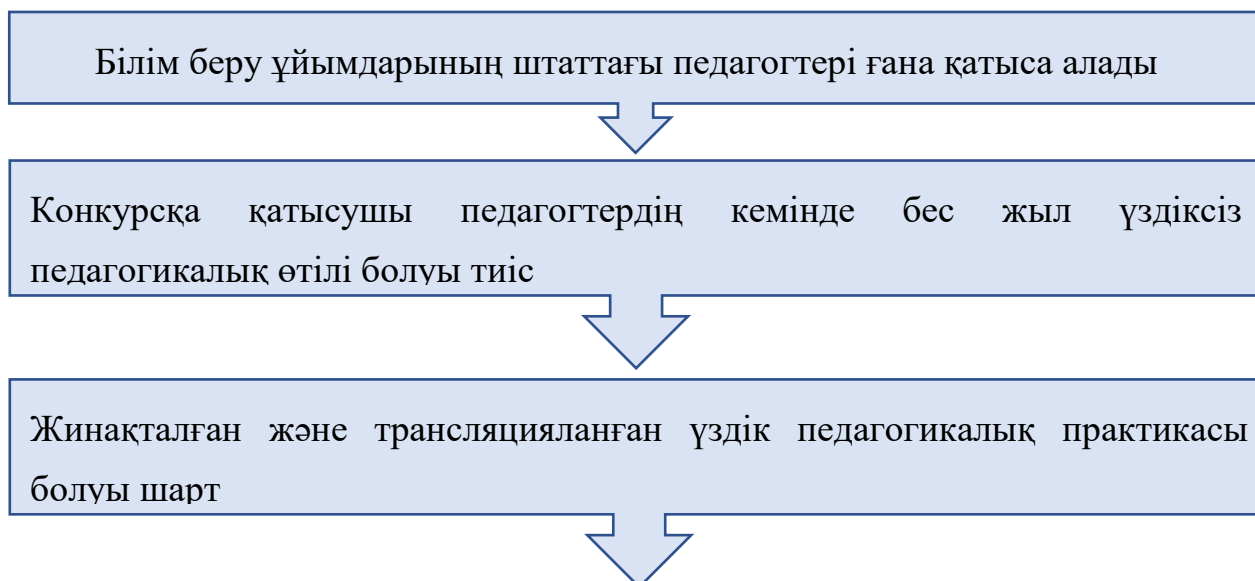 Білім беру ұйымдарының штаттағы педагогтері ғана қатыса алады
Конкурсқа қатысушы педагогтердің кемінде бес жыл үздіксіз
педагогикалық өтілі болуы тиіс
Жинақталған және трансляцияланған үздік педагогикалық практикасы
болуы шарт